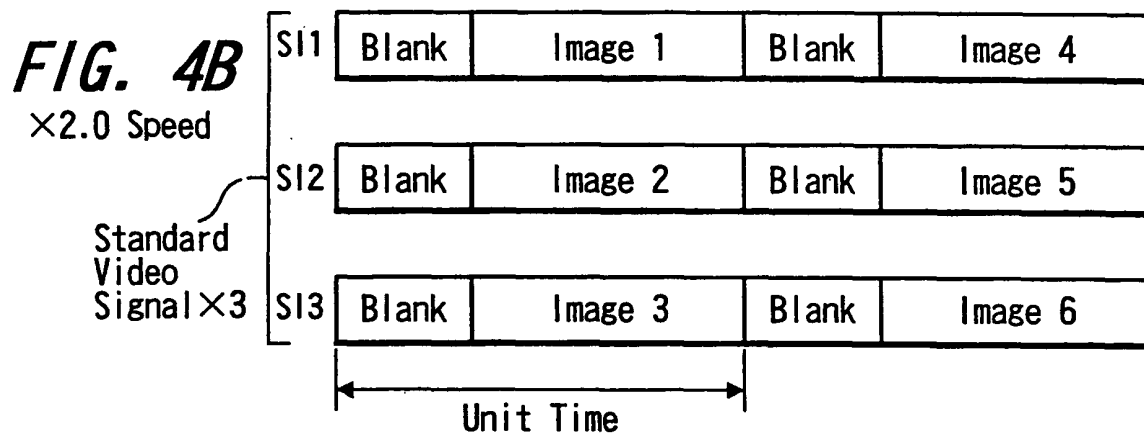 FIG. 4B
×2.0 Speed
SI1 Blank Image 1 Blank Image 4
SI2 Blank Image 2 Blank Image 5
Standard
Video
Signal×3
SI3 Blank Image 3 Blank Image 6
Unit Time